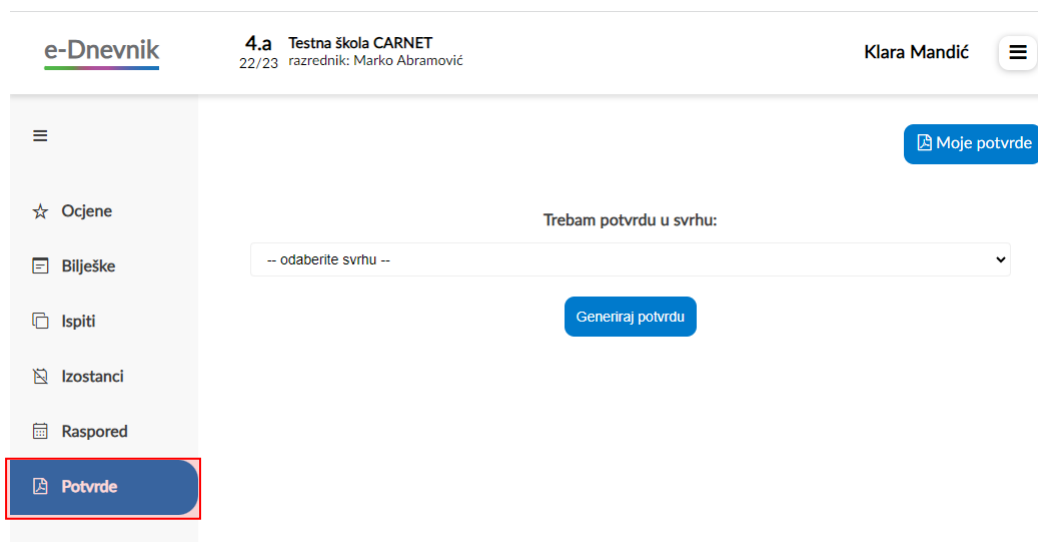 e-Dnevnik
4.a Testna škola CARNET
22/23 razrednik: Marko Abramović
Klara Mandić
Moje potvrde
Ocjene
Bilješke
Ispiti
Izostanci
Raspored
Potvrde
Trebam potvrdu u svrhu:
-- odaberite svrhu --
Generiraj potvrdu